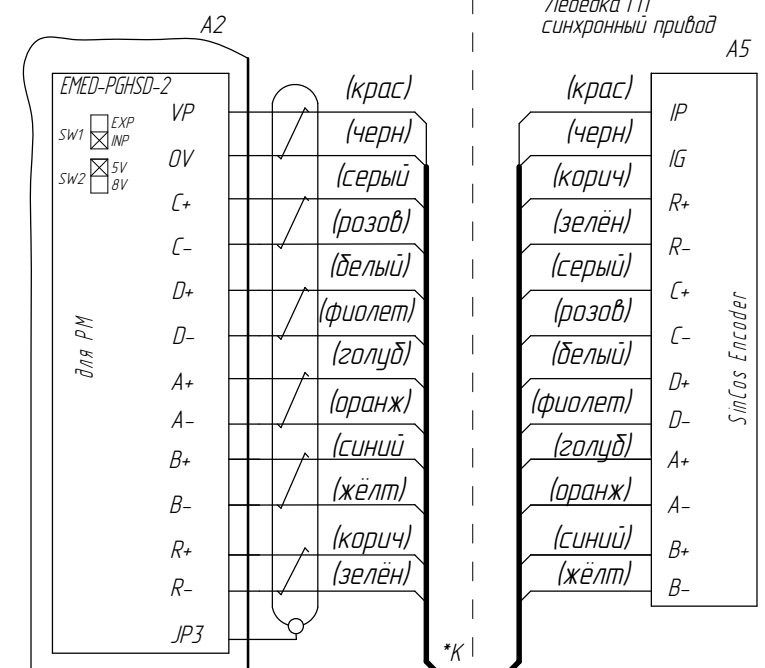 Лебедка ГП
синхронный привод
A2
A5
EMED-PGHSD-2
SW1
EXP
INP
SW2
5V
8V
для PM
VP
0V
C+
C-
D+
D-
A+
A-
B+
B-
R+
R-
JP3
(крас)
(черн)
(серый
(розов)
(белый)
(фиолет)
(голуб)
(оранж)
(синий
(жёлт)
(корич)
(зелён)
*K
(крас)
(черн)
(корич)
(зелён)
(серый)
(розов)
(белый)
(фиолет)
(голуб)
(оранж)
(синий)
(жёлт)
IP
IG
R+
R-
C+
C-
D+
D-
A+
A-
B+
B-
SinCos Encoder